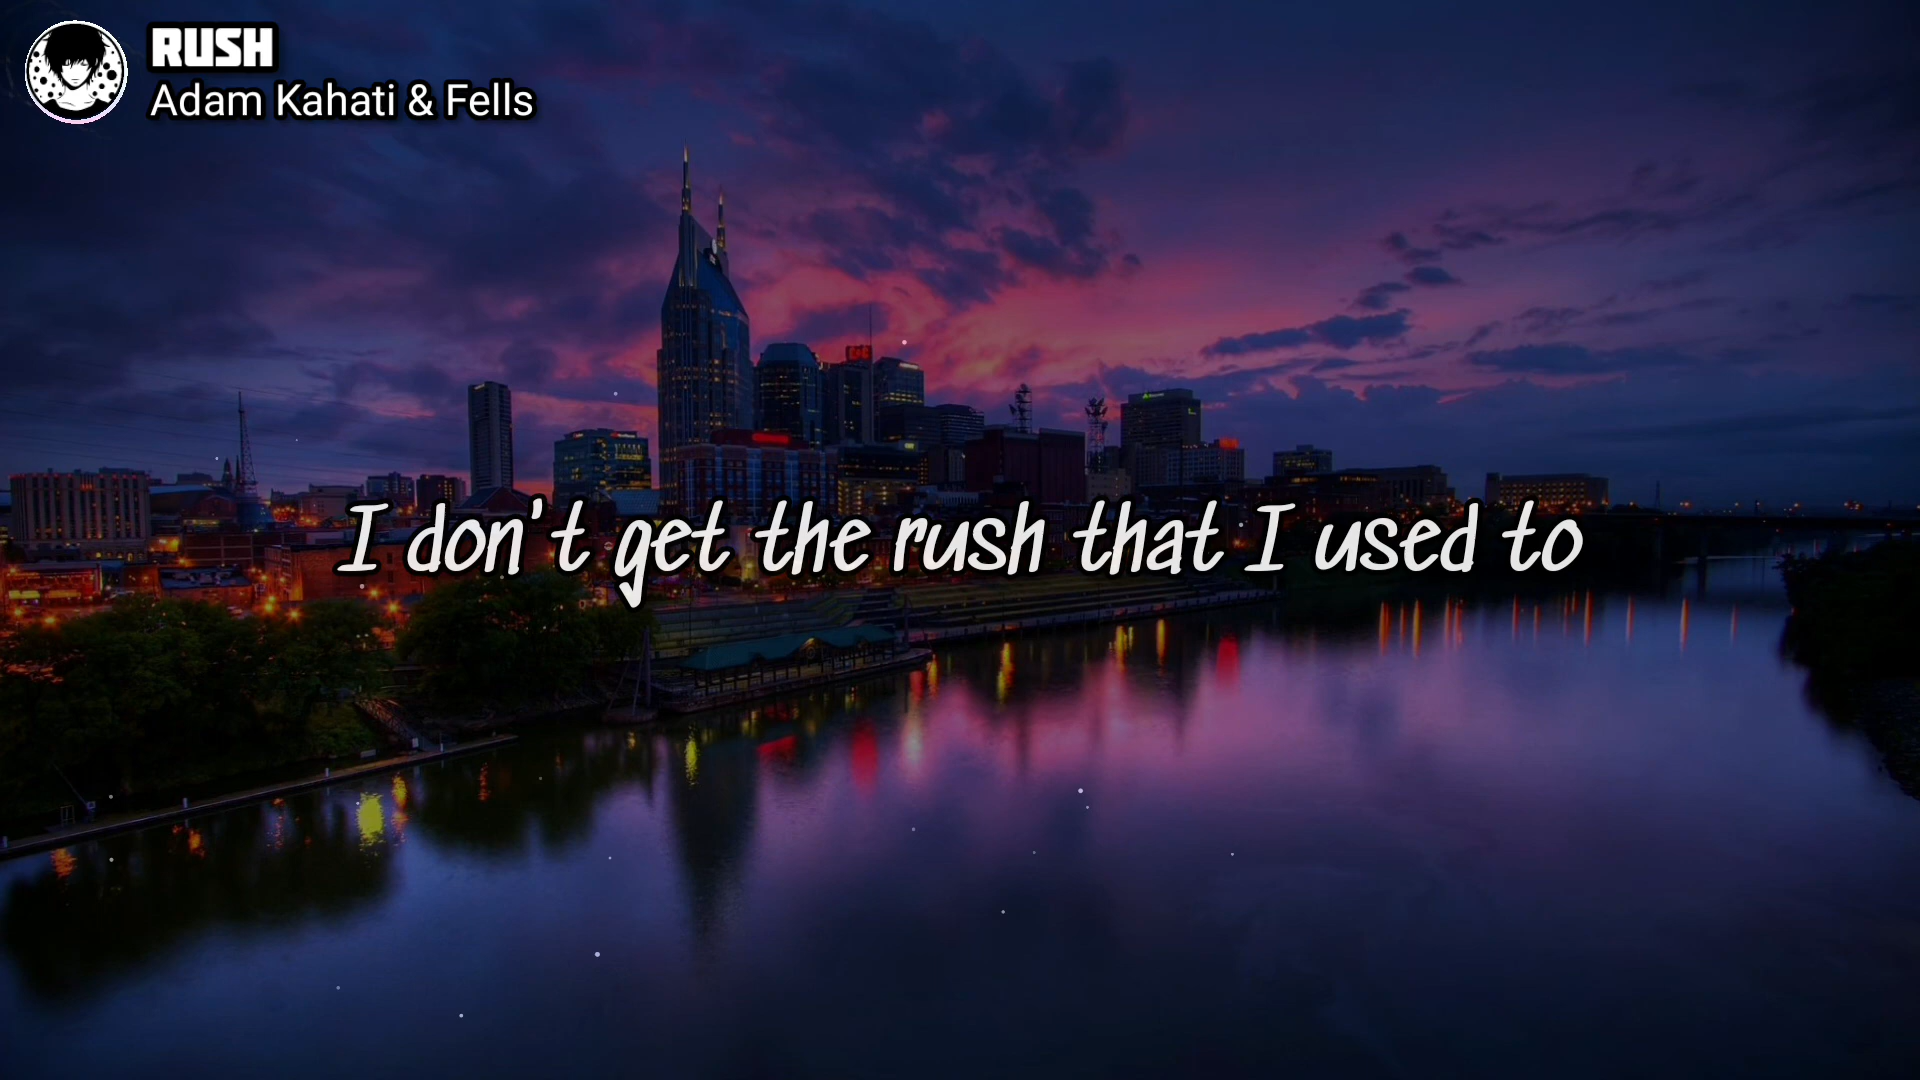 RUSH
Adam Kahati & Fells
I don't get the rush that I used to